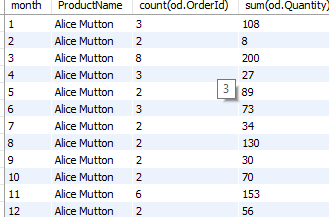 month ProductName count(od.OrderId) sum(od.Quantity)
1 Alice Mutton 3 108
2 Alice Mutton 2 8
3 Alice Mutton 8 200
4 Alice Mutton 3 27
5 Alice Mutton 2 89
3
6 Alice Mutton 3 73
7 Alice Mutton 2 34
8 Alice Mutton 2 130
9 Alice Mutton 2 30
10 Alice Mutton 2 70
11 Alice Mutton 6 153
12 Alice Mutton 2 56